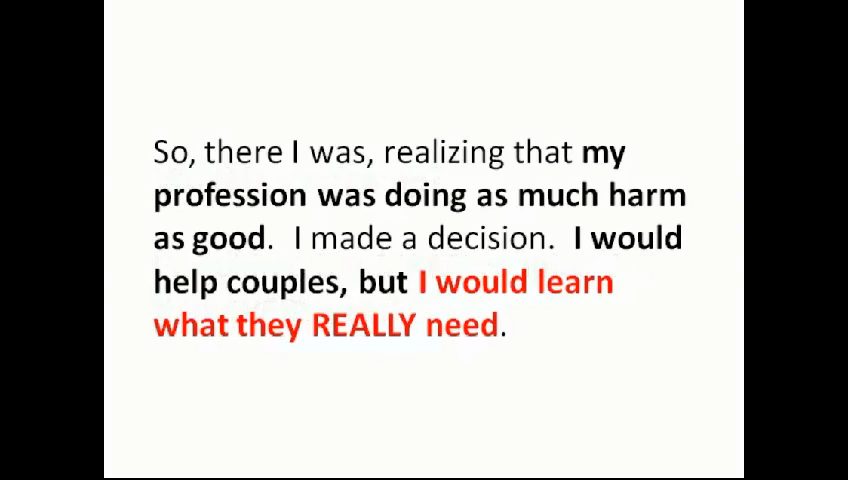 So, there I was, realizing that my
profession was doing as much harm
as good.  I made a decision.  I would
help couples, but I would learn
what they REALLY need.